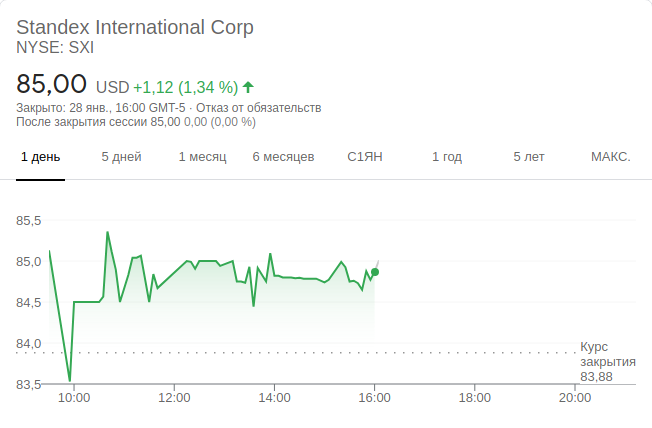 Standex International Corp
NYSE: SXI
85,00 USD +1,12 (1,34 %)
Закрыто: 28 янв., 16:00 GMT-5 · Отказ от обязательств
После закрытия сессии 85,00 0,00 (0,00 %)
1 день 5 дней 1 месяц 6 месяцев С1ЯН 1 год 5 лет МАКС.
85,5
85,0
84,5
84,0
Курс
закрытия
83,88
83,5
10:00 12:00 14:00 16:00 18:00 20:00